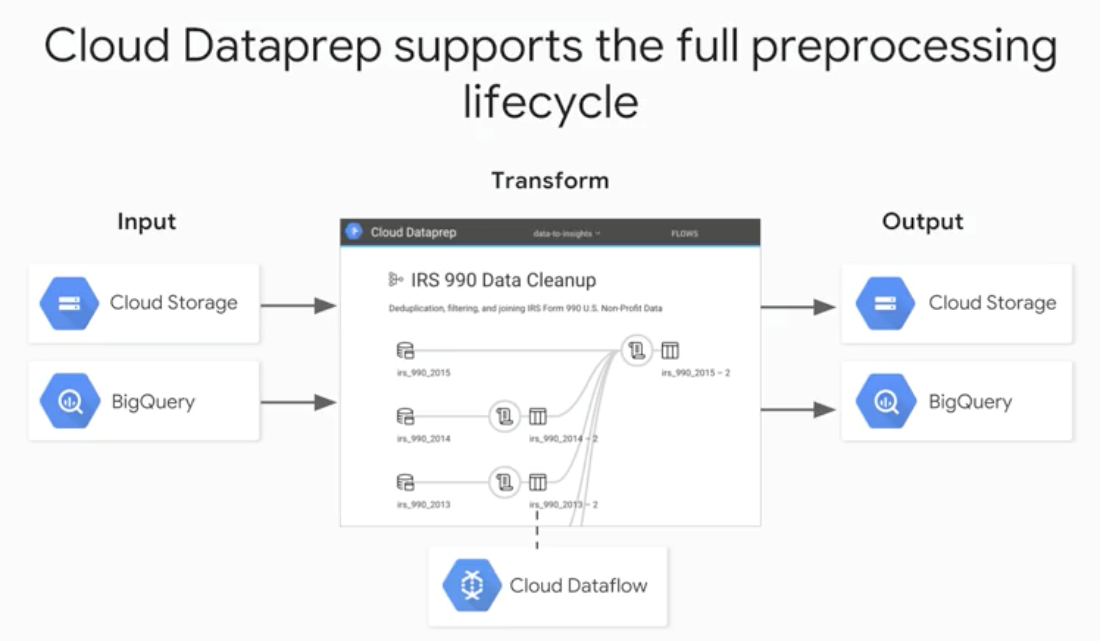 Cloud Dataprep supports the full preprocessing
lifecycle
Transform
Input
Output
Cloud Dataprep
data-to-insights
FLOWS
IRS 990 Data Cleanup
Deduplication, filtering, and joining IRS Form 990 U.S. Non-Profit Data
Cloud Storage
BigQuery
irs_990_2015
irs_990_2015 – 2
irs_990_2014
irs_990_2014 – 2
irs_990_2013
irs_990_2013 – 2
Cloud Storage
BigQuery
Cloud Dataflow